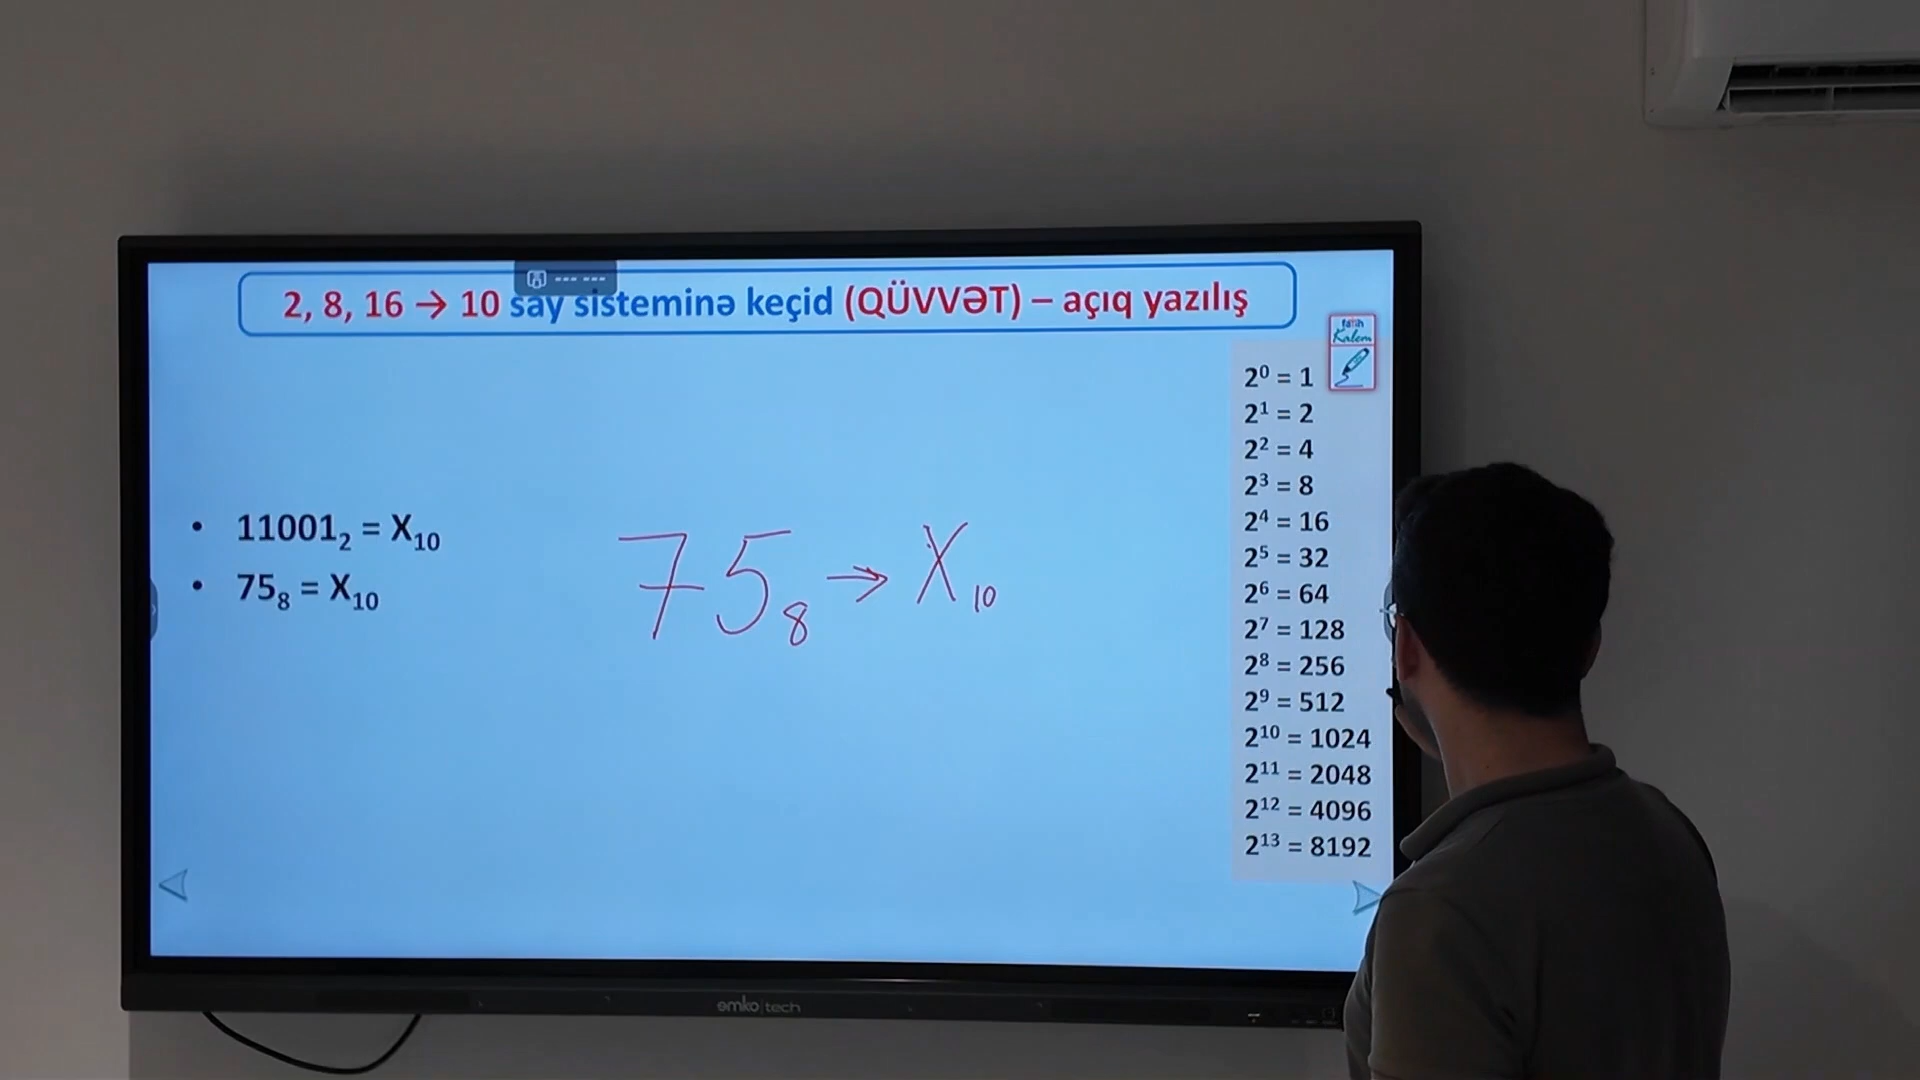 2, 8, 16 → 10 say sisteminə keçid (QÜVVƏT) – açıq yazılış
fatih
Kalem
• 11001₂ = X₁₀
• 75₈ = X₁₀
75₈ → X₁₀
2⁰ = 1
2¹ = 2
2² = 4
2³ = 8
2⁴ = 16
2⁵ = 32
2⁶ = 64
2⁷ = 128
2⁸ = 256
2⁹ = 512
2¹⁰ = 1024
2¹¹ = 2048
2¹² = 4096
2¹³ = 8192
emko|tech